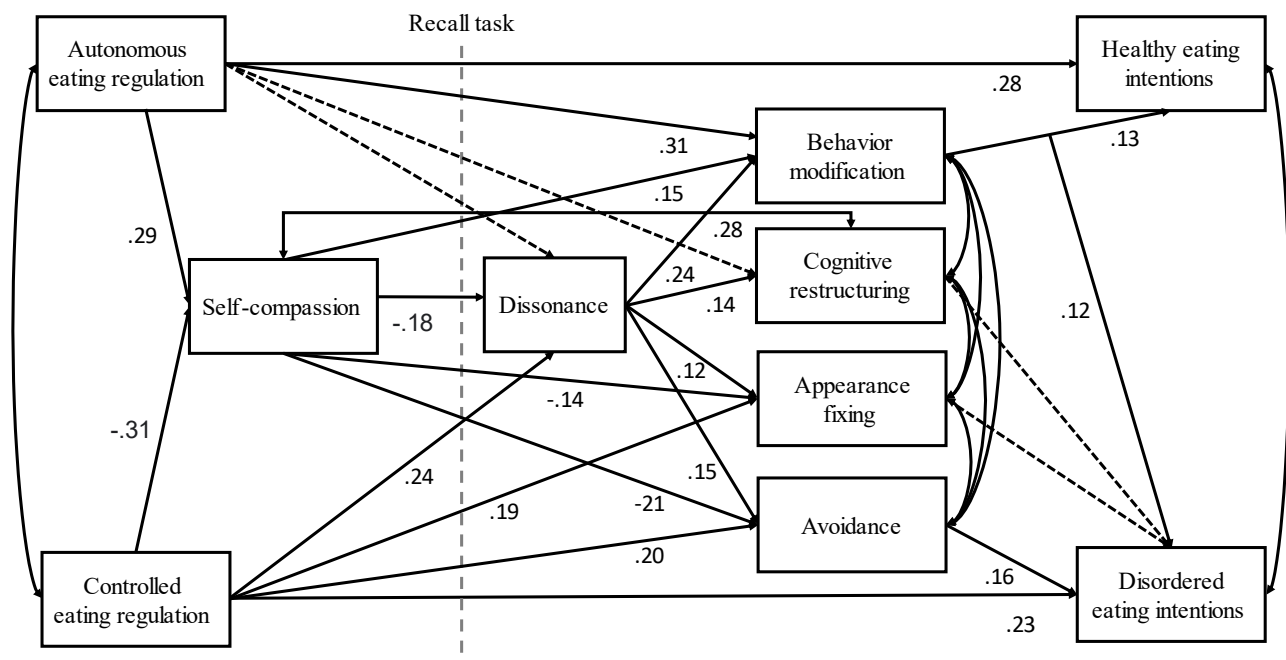 Recall task
Autonomous
eating regulation
Healthy eating
intentions
.28
Behavior
modification
.31
.13
.15
.29
.28
Cognitive
restructuring
Self-compassion
Dissonance
.24
.14
-.18
.12
.12
Appearance
fixing
-.14
-.31
.24
.15
.19
-21
Avoidance
.20
Controlled
eating regulation
.16
Disordered
eating intentions
.23